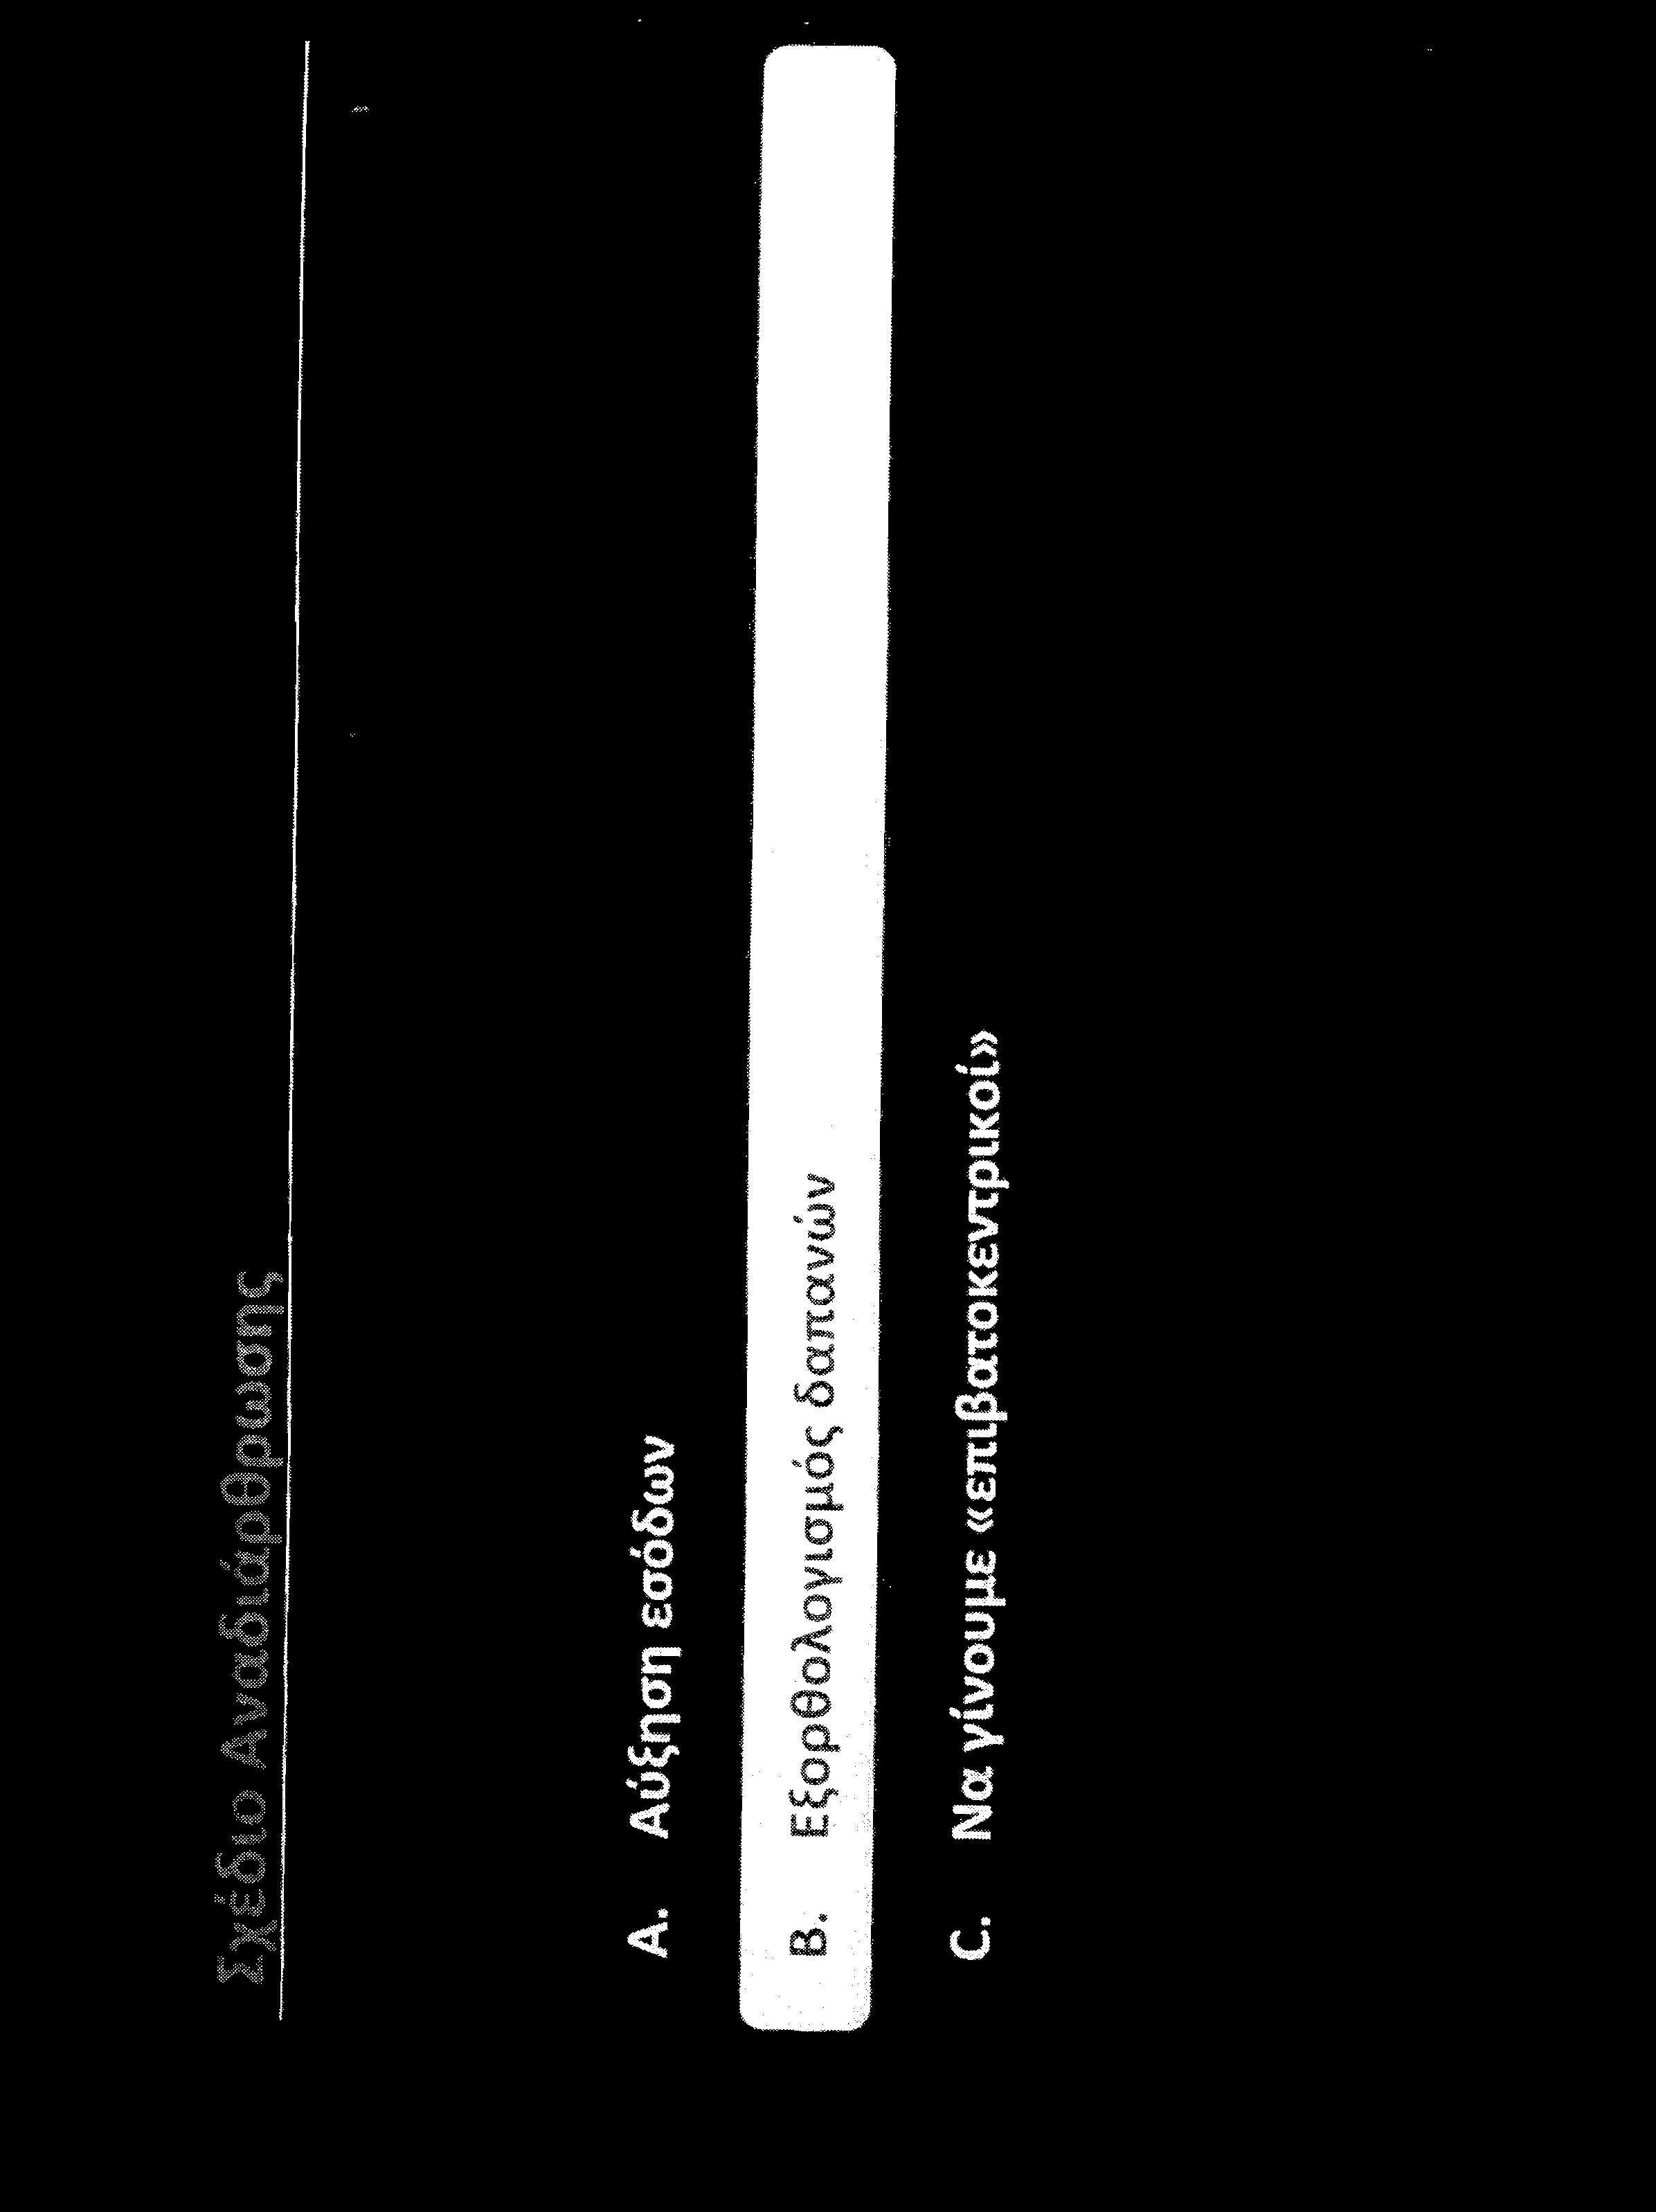 Σχέδιο Αναδιάρθρωσης
A. Αύξηση εσόδων
B. Εξορθολογισμός δαπανών
C. Να γίνουμε «επιβατοκεντρικοί»